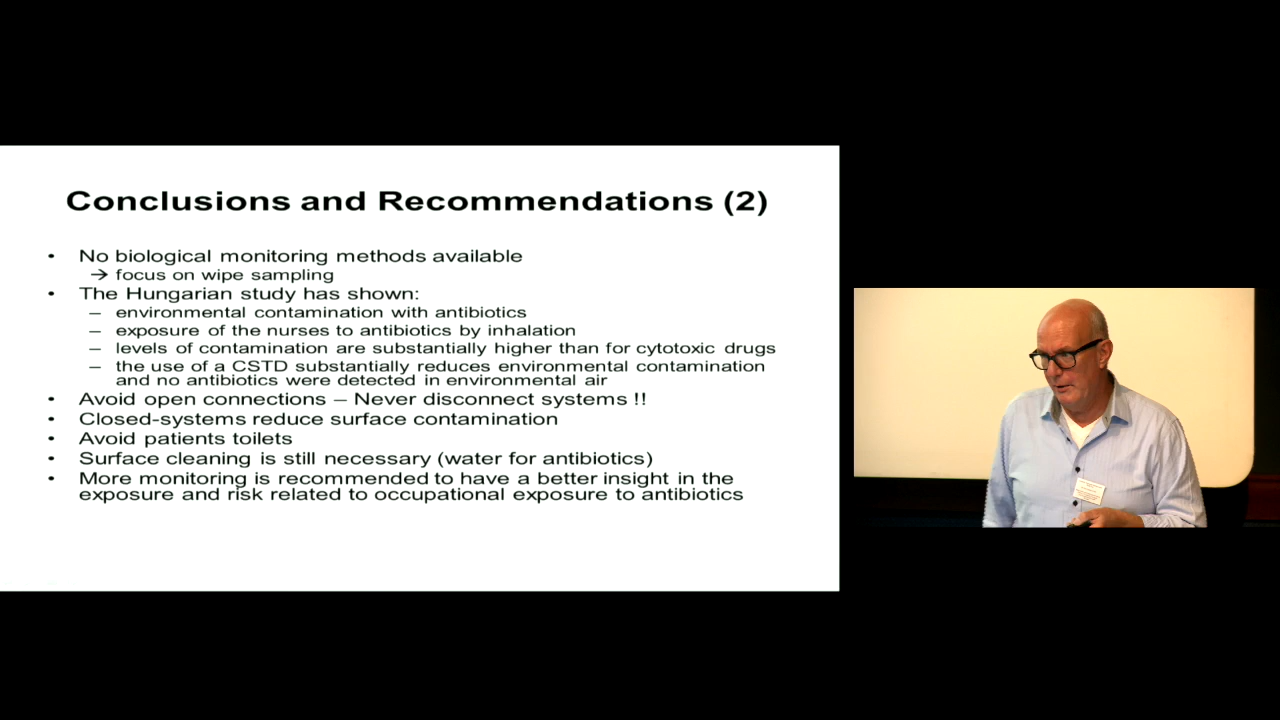 Conclusions and Recommendations (2)
• No biological monitoring methods available
→ focus on wipe sampling
• The Hungarian study has shown:
– environmental contamination with antibiotics
– exposure of the nurses to antibiotics by inhalation
– levels of contamination are substantially higher than for cytotoxic drugs
– the use of a CSTD substantially reduces environmental contamination
and no antibiotics were detected in environmental air
• Avoid open connections – Never disconnect systems !!
• Closed-systems reduce surface contamination
• Avoid patients toilets
• Surface cleaning is still necessary (water for antibiotics)
• More monitoring is recommended to have a better insight in the
exposure and risk related to occupational exposure to antibiotics